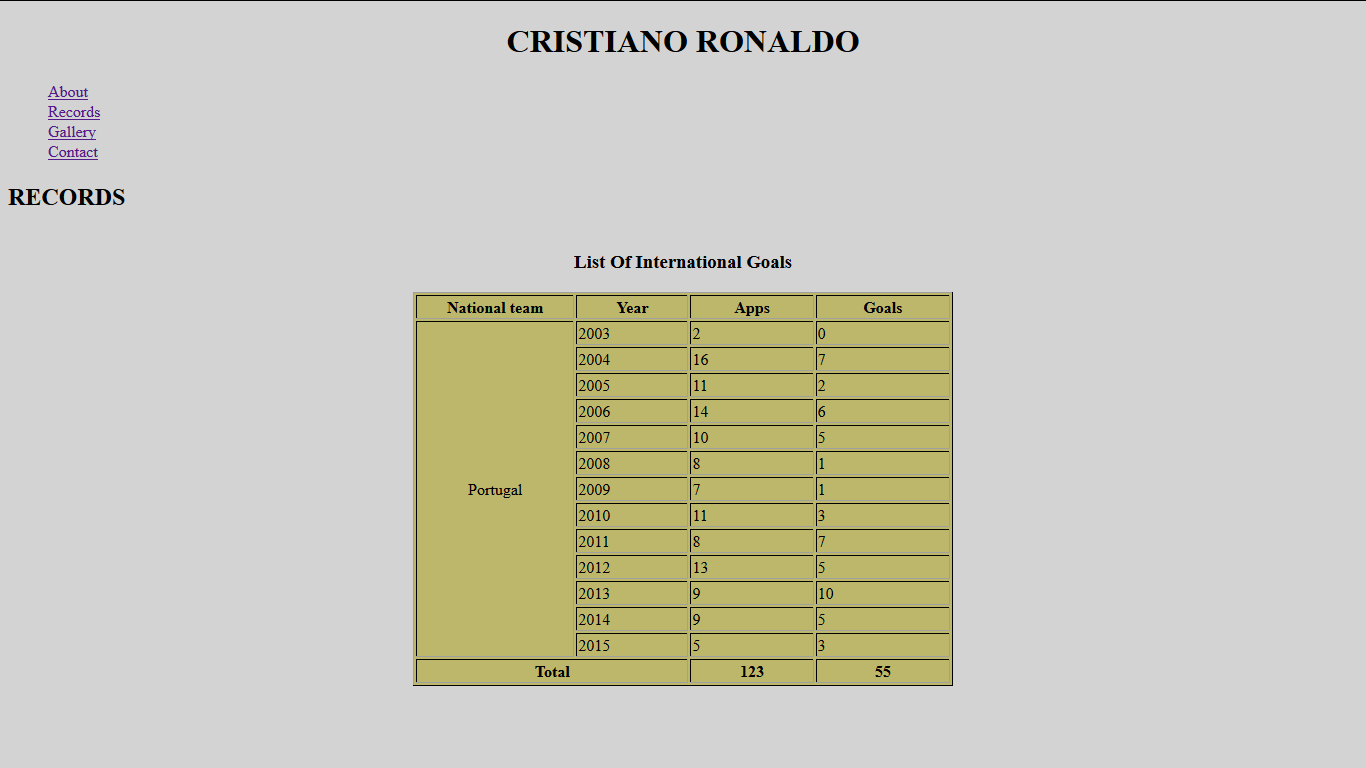 CRISTIANO RONALDO
About
Records
Gallery
Contact
RECORDS
List Of International Goals
National team Year Apps Goals
2003 2 0
2004 16 7
2005 11 2
2006 14 6
2007 10 5
2008 8 1
Portugal 2009 7 1
2010 11 3
2011 8 7
2012 13 5
2013 9 10
2014 9 5
2015 5 3
Total 123 55